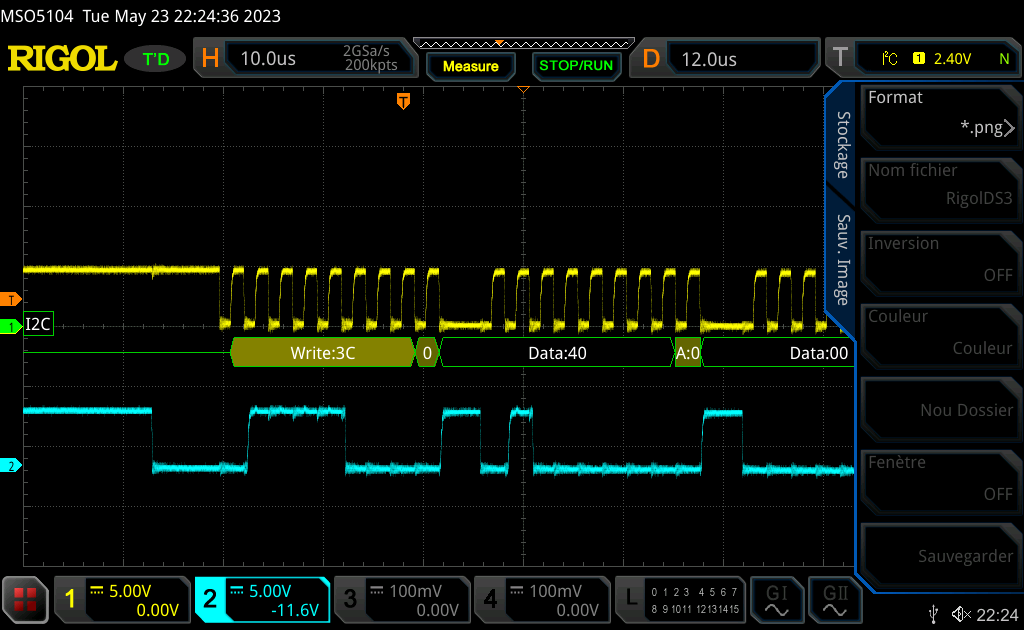 MSO5104 Tue May 23 22:24:36 2023
RIGOL T'D H 10.0us 2GSa/s 200kpts Measure STOP/RUN D 12.0us T I²C 1 2.40V N
T
Format
*.png
Stockage
Nom fichier
RigolDS3
Sauv. Image
Inversion
OFF
T
1 I2C
Couleur
Couleur
Write:3C 0 Data:40 A:0 Data:00
Nou Dossier
2
Fenètre
OFF
Sauvegarder
1 5.00V 0.00V
2 5.00V -11.6V
3 100mV 0.00V
4 100mV 0.00V
L 0 1 2 3 4 5 6 7
8 9 10 11 12 13 14 15
GI GII
22:24